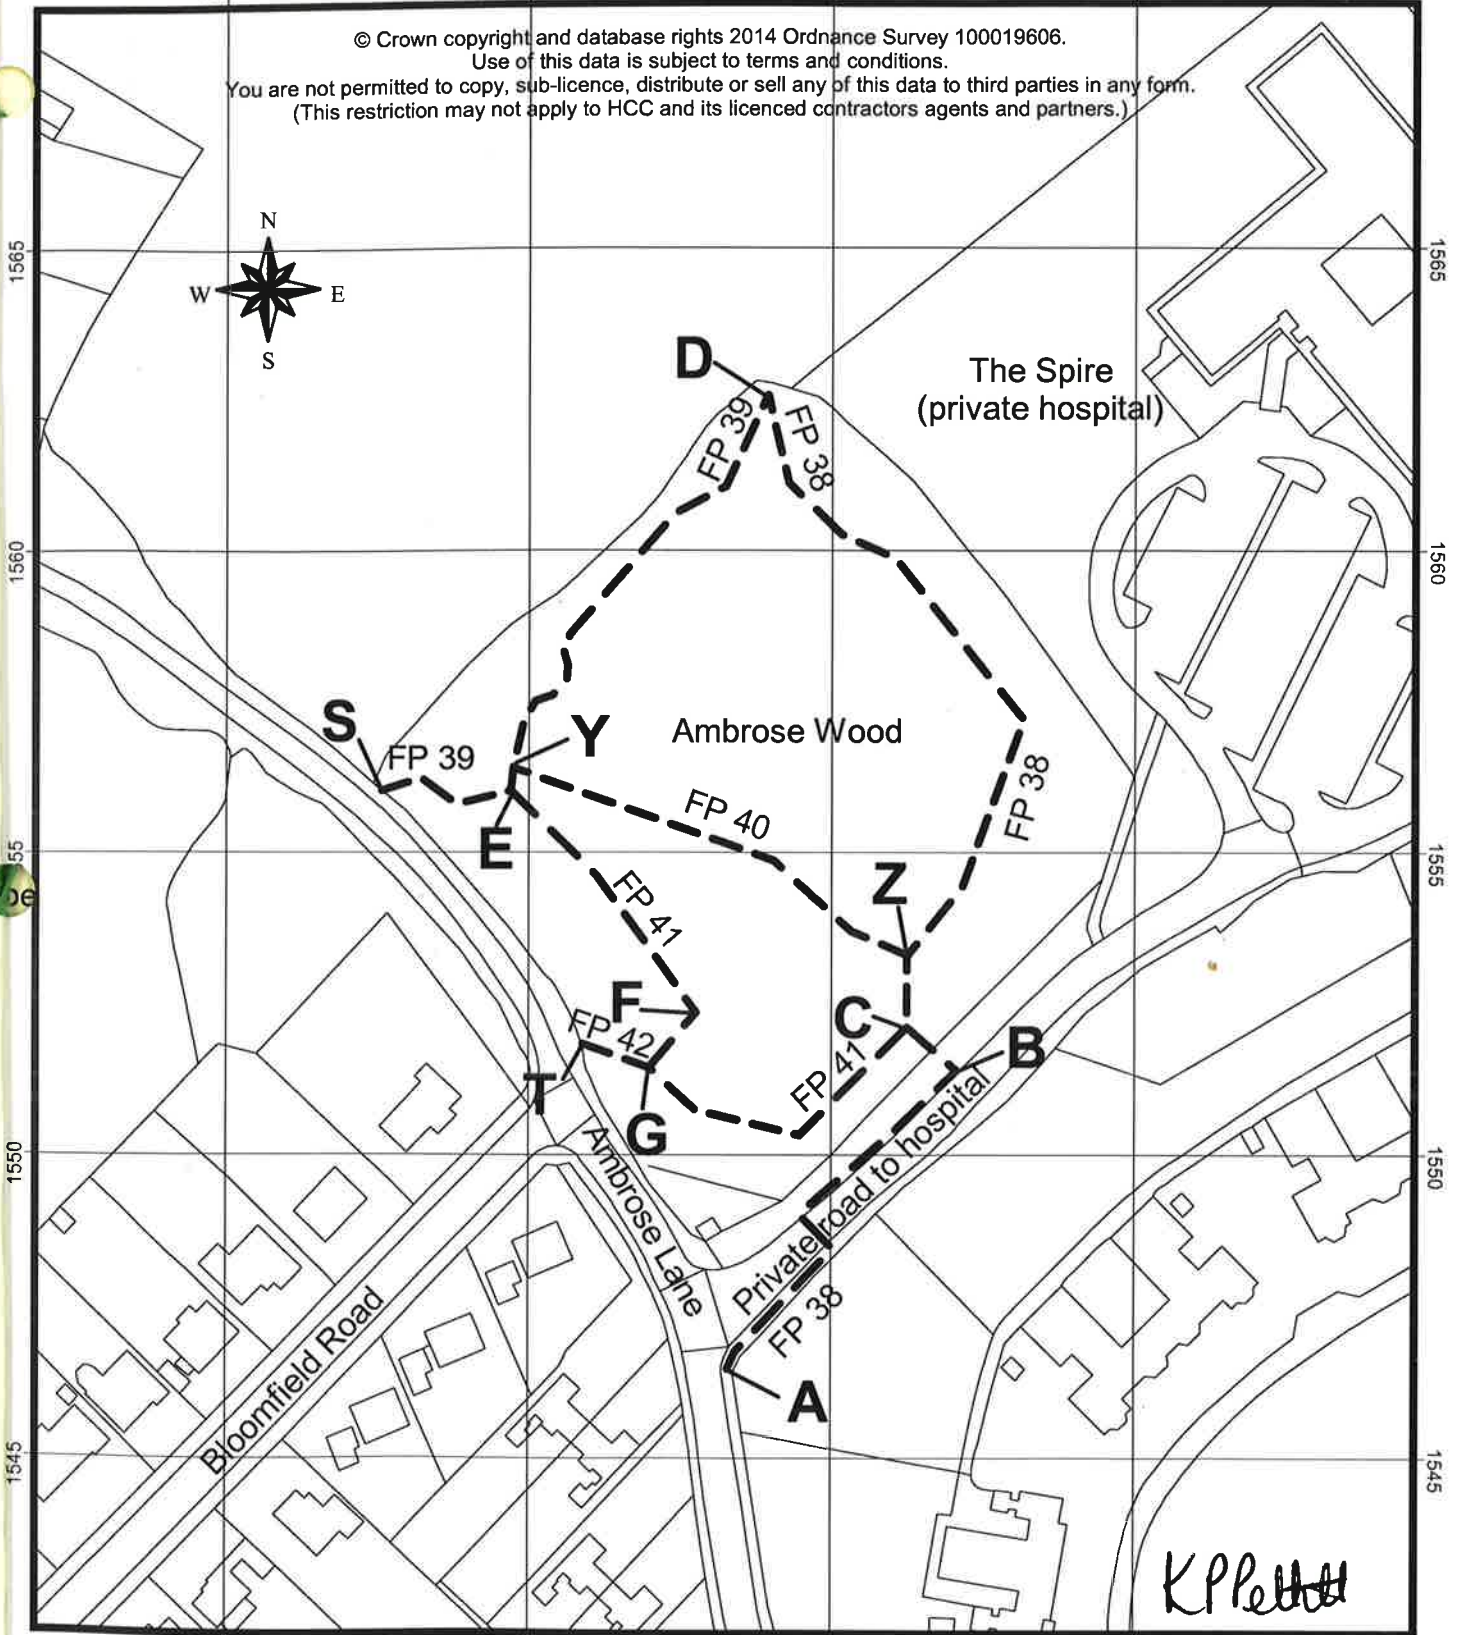 © Crown copyright and database rights 2014 Ordnance Survey 100019606.
Use of this data is subject to terms and conditions.
You are not permitted to copy, sub-licence, distribute or sell any of this data to third parties in any form.
(This restriction may not apply to HCC and its licenced contractors agents and partners.)
N
W E
S
1565 1565
D
The Spire
(private hospital)
FP 39
FP 38
1560 1560
S
Y
Ambrose Wood
FP 39
FP 38
FP 40
E
55 1555
be
Z
FP 41
F
C
FP 42
B
FP 41
T
G
1550 1550
Ambrose Lane
Private road to hospital
FP 38
Bloomfield Road
A
1545 1545